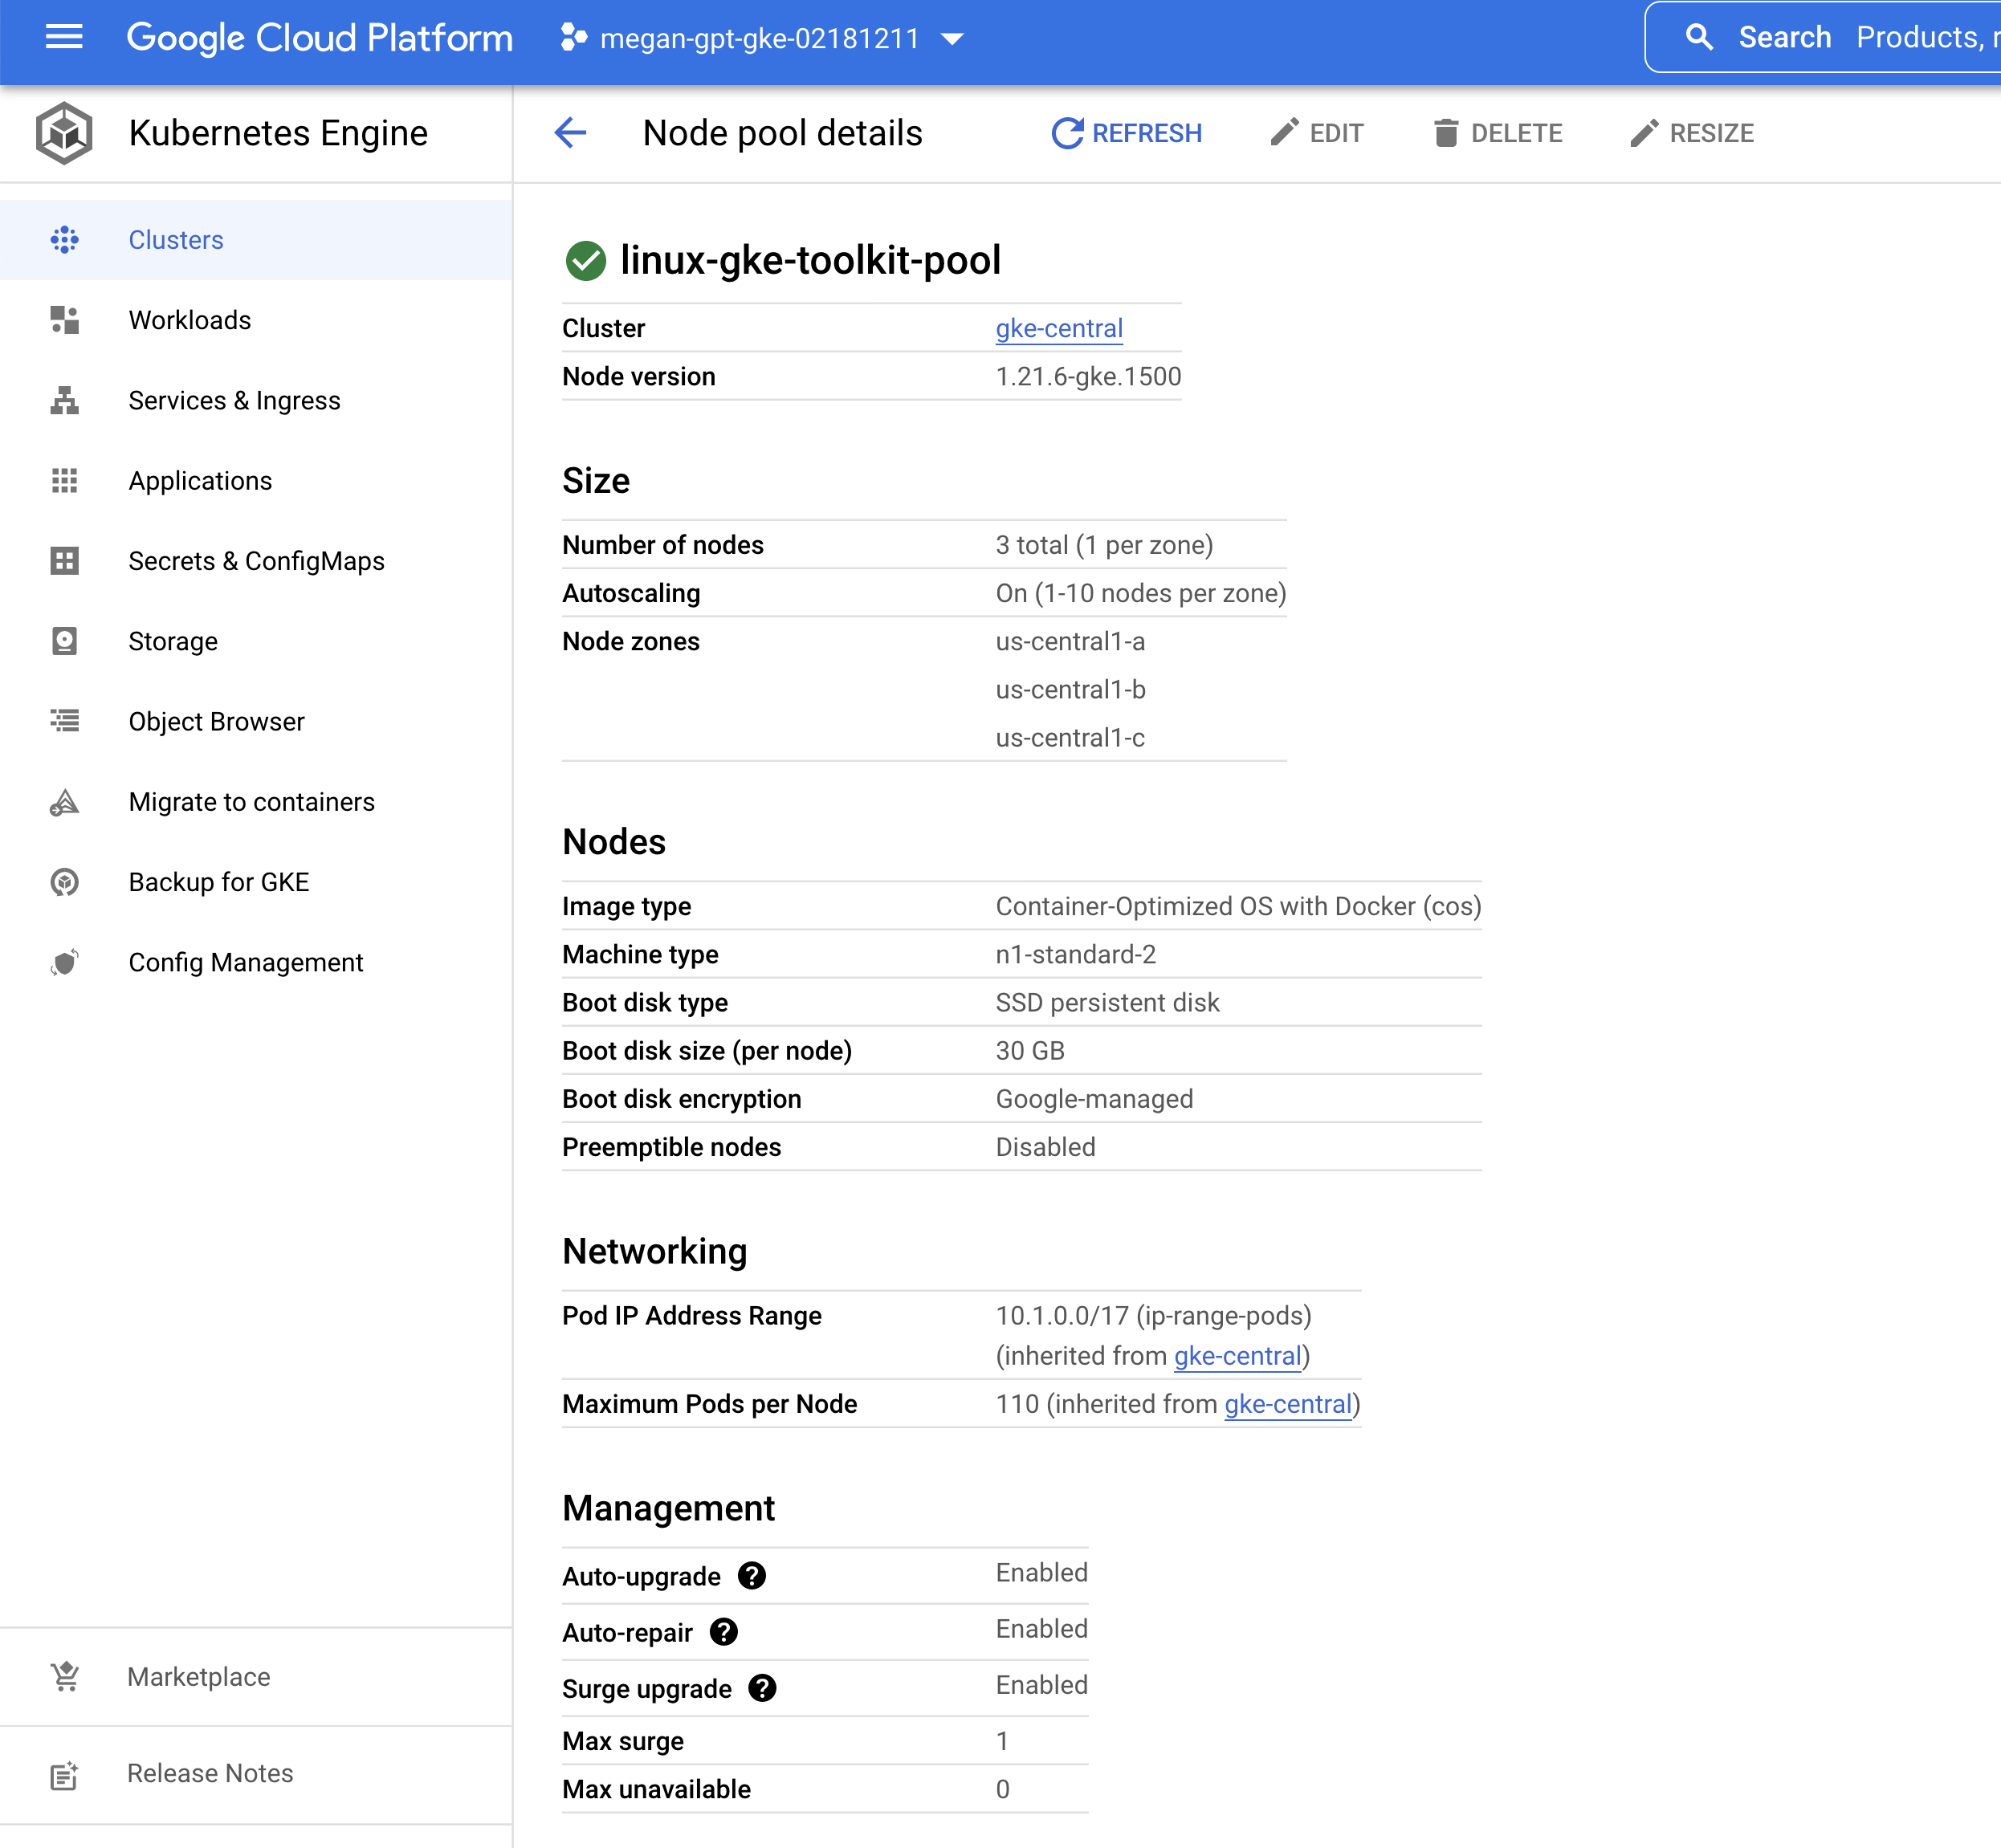 Google Cloud Platform megan-gpt-gke-02181211 Search Products,
Kubernetes Engine
Clusters
Workloads
Services & Ingress
Applications
Secrets & ConfigMaps
Storage
Object Browser
Migrate to containers
Backup for GKE
Config Management
Marketplace
Release Notes
Node pool details REFRESH EDIT DELETE RESIZE
linux-gke-toolkit-pool
Cluster gke-central
Node version 1.21.6-gke.1500
Size
Number of nodes 3 total (1 per zone)
Autoscaling On (1-10 nodes per zone)
Node zones us-central1-a
us-central1-b
us-central1-c
Nodes
Image type Container-Optimized OS with Docker (cos)
Machine type n1-standard-2
Boot disk type SSD persistent disk
Boot disk size (per node) 30 GB
Boot disk encryption Google-managed
Preemptible nodes Disabled
Networking
Pod IP Address Range 10.1.0.0/17 (ip-range-pods)
(inherited from gke-central)
Maximum Pods per Node 110 (inherited from gke-central)
Management
Auto-upgrade ? Enabled
Auto-repair ? Enabled
Surge upgrade ? Enabled
Max surge 1
Max unavailable 0